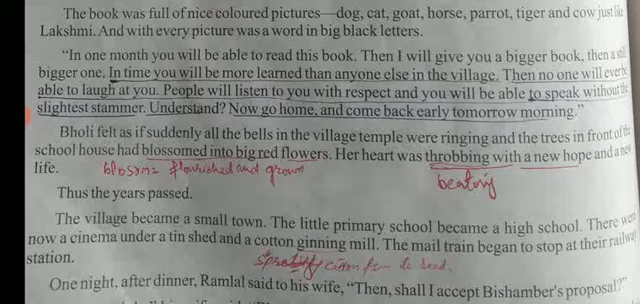 The book was full of nice coloured pictures—dog, cat, goat, horse, parrot, tiger and cow just like
Lakshmi. And with every picture was a word in big black letters.
"In one month you will be able to read this book. Then I will give you a bigger book, then a still
bigger one. In time you will be more learned than anyone else in the village. Then no one will ever be
able to laugh at you. People will listen to you with respect and you will be able to speak without the
slightest stammer. Understand? Now go home, and come back early tomorrow morning."
Bholi felt as if suddenly all the bells in the village temple were ringing and the trees in front of the
school house had blossomed into big red flowers. Her heart was throbbing with a new hope and a new
life.
flourished and grown
beating
Thus the years passed.
The village became a small town. The little primary school became a high school. There were
now a cinema under a tin shed and a cotton ginning mill. The mail train began to stop at their railway
station.
One night, after dinner, Ramlal said to his wife, "Then, shall I accept Bishamber's proposal?"